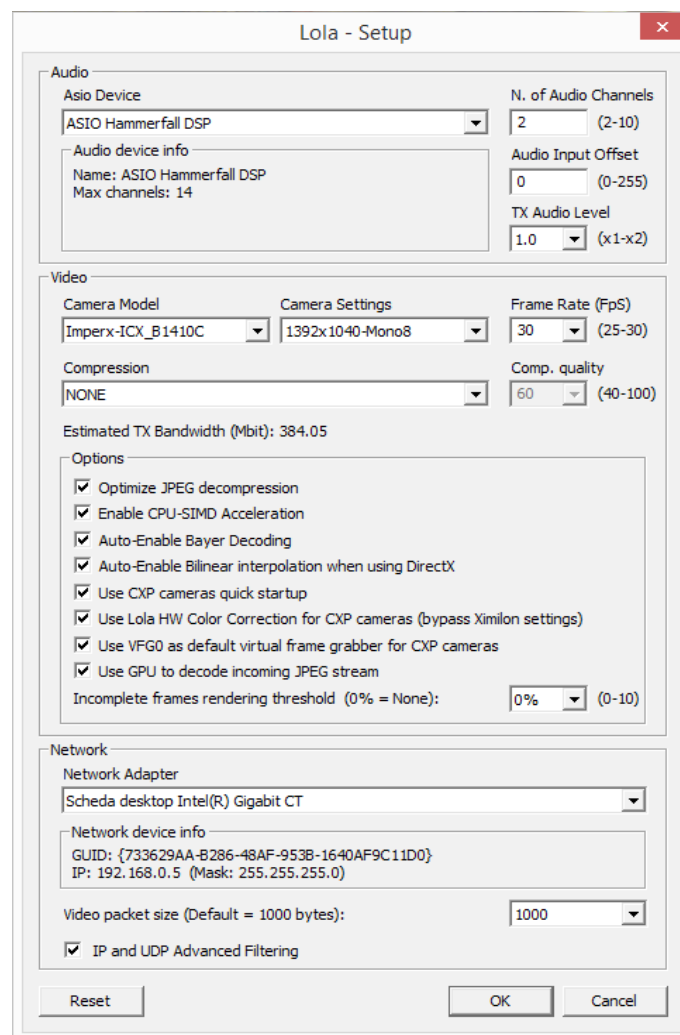 Lola - Setup
Audio
Asio Device
N. of Audio Channels
ASIO Hammerfall DSP
2
(2-10)
Audio device info
Name: ASIO Hammerfall DSP
Max channels: 14
Audio Input Offset
0
(0-255)
TX Audio Level
1.0
(x1-x2)
Video
Camera Model
Camera Settings
Frame Rate (FpS)
Imperx-ICX_B1410C
1392x1040-Mono8
30
(25-30)
Compression
Comp. quality
NONE
60
(40-100)
Estimated TX Bandwidth (Mbit): 384.05
Options
Optimize JPEG decompression
Enable CPU-SIMD Acceleration
Auto-Enable Bayer Decoding
Auto-Enable Bilinear interpolation when using DirectX
Use CXP cameras quick startup
Use Lola HW Color Correction for CXP cameras (bypass Ximilon settings)
Use VFG0 as default virtual frame grabber for CXP cameras
Use GPU to decode incoming JPEG stream
Incomplete frames rendering threshold (0% = None):
0%
(0-10)
Network
Network Adapter
Scheda desktop Intel(R) Gigabit CT
Network device info
GUID: {733629AA-B286-48AF-953B-1640AF9C11D0}
IP: 192.168.0.5 (Mask: 255.255.255.0)
Video packet size (Default = 1000 bytes):
1000
IP and UDP Advanced Filtering
Reset
OK
Cancel